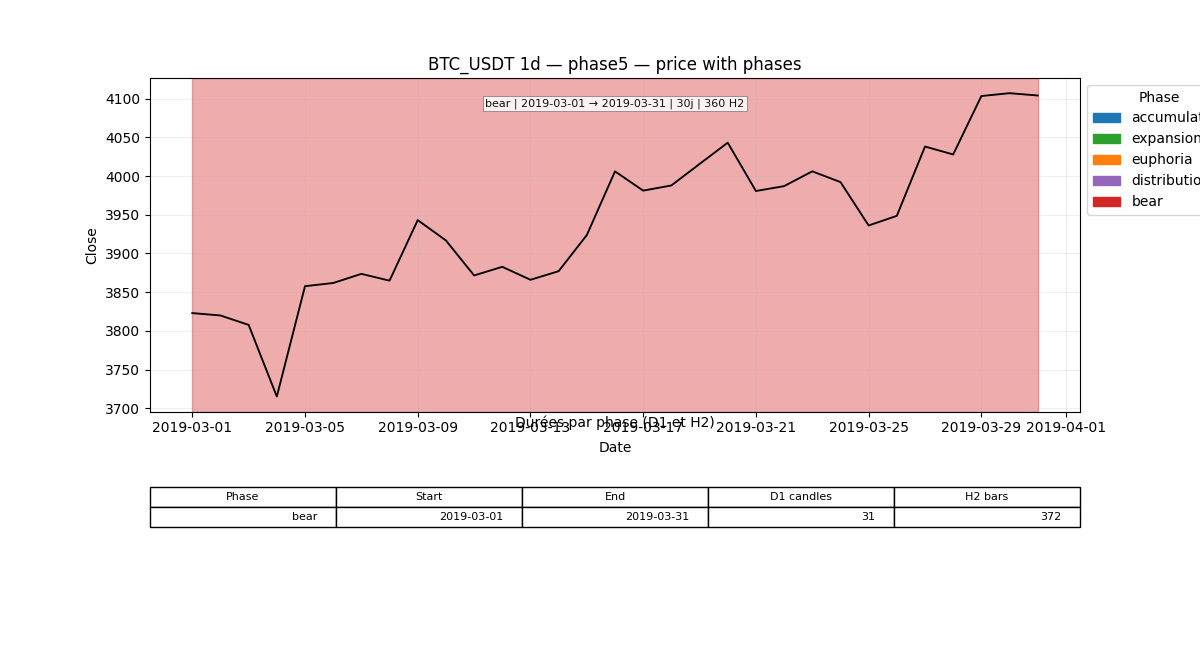 BTC_USDT 1d — phase5 — price with phases
bear | 2019-03-01 → 2019-03-31 | 30j | 360 H2
Close
4100
4050
4000
3950
3900
3850
3800
3750
3700
Phase
accumulat
expansion
euphoria
distributio
bear
Durées par phase (D1 et H2)
2019-03-01 2019-03-05 2019-03-09 2019-03-13 2019-03-17 2019-03-21 2019-03-25 2019-03-29 2019-04-01
Date
Phase Start End D1 candles H2 bars
bear 2019-03-01 2019-03-31 31 372